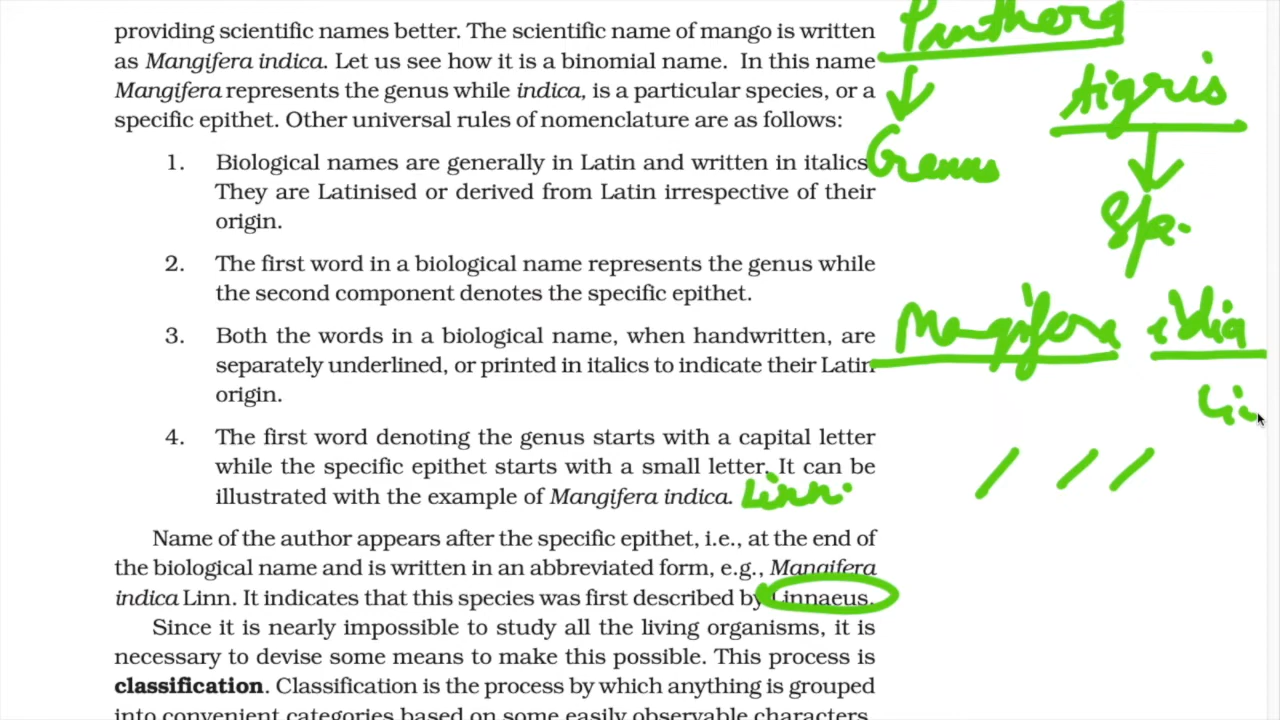 providing scientific names better. The scientific name of mango is written
as Mangifera indica. Let us see how it is a binomial name. In this name
Mangifera represents the genus while indica, is a particular species, or a
specific epithet. Other universal rules of nomenclature are as follows:
1. Biological names are generally in Latin and written in italics.
They are Latinised or derived from Latin irrespective of their
origin.
2. The first word in a biological name represents the genus while
the second component denotes the specific epithet.
3. Both the words in a biological name, when handwritten, are
separately underlined, or printed in italics to indicate their Latin
origin.
4. The first word denoting the genus starts with a capital letter
while the specific epithet starts with a small letter. It can be
illustrated with the example of Mangifera indica. Linn.
Name of the author appears after the specific epithet, i.e., at the end of
the biological name and is written in an abbreviated form, e.g., Mangifera
indica Linn. It indicates that this species was first described by Linnaeus.
Since it is nearly impossible to study all the living organisms, it is
necessary to devise some means to make this possible. This process is
classification. Classification is the process by which anything is grouped
into convenient categories based on some easily observable characters.
Panthera
tigris
Genus
Spe.
Mangifera